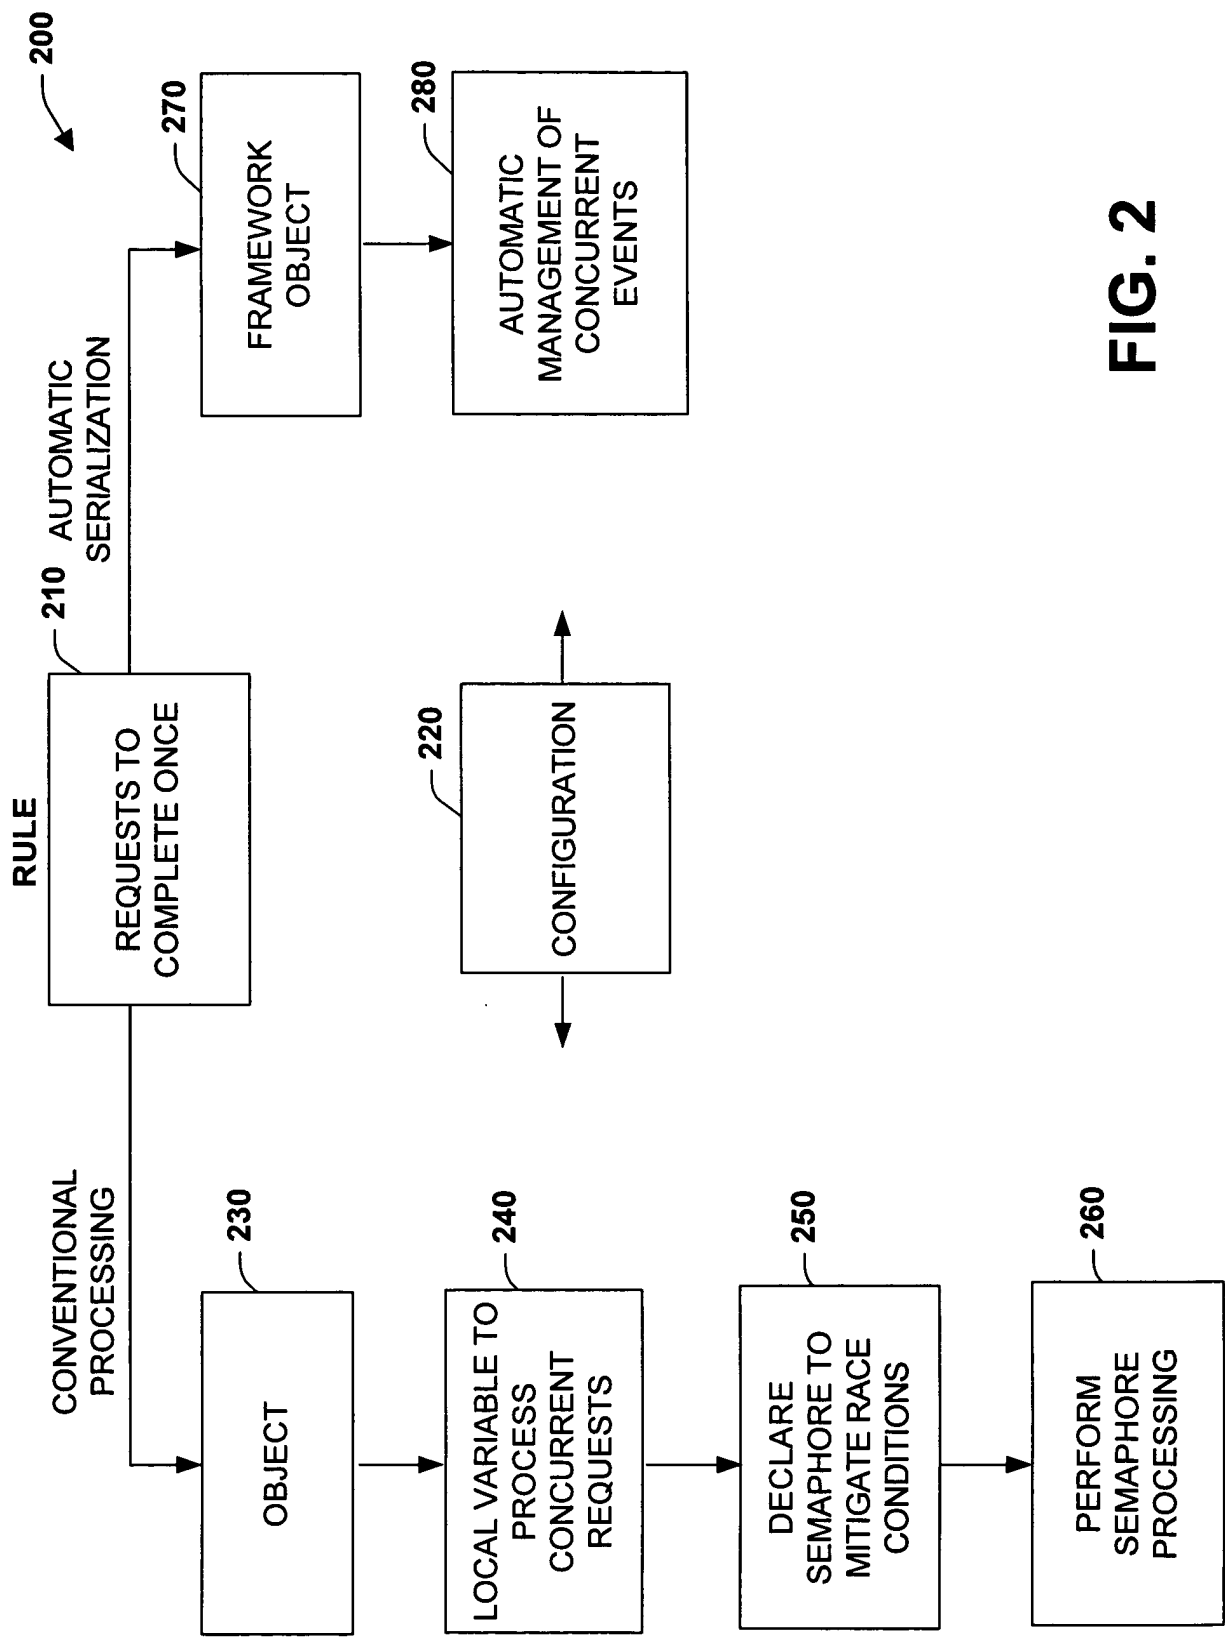 200
RULE
210
REQUESTS TO
COMPLETE ONCE
CONVENTIONAL
PROCESSING
AUTOMATIC
SERIALIZATION
230
OBJECT
240
LOCAL VARIABLE TO
PROCESS
CONCURRENT
REQUESTS
250
DECLARE
SEMAPHORE TO
MITIGATE RACE
CONDITIONS
260
PERFORM
SEMAPHORE
PROCESSING
220
CONFIGURATION
270
FRAMEWORK
OBJECT
280
AUTOMATIC
MANAGEMENT OF
CONCURRENT
EVENTS
FIG. 2